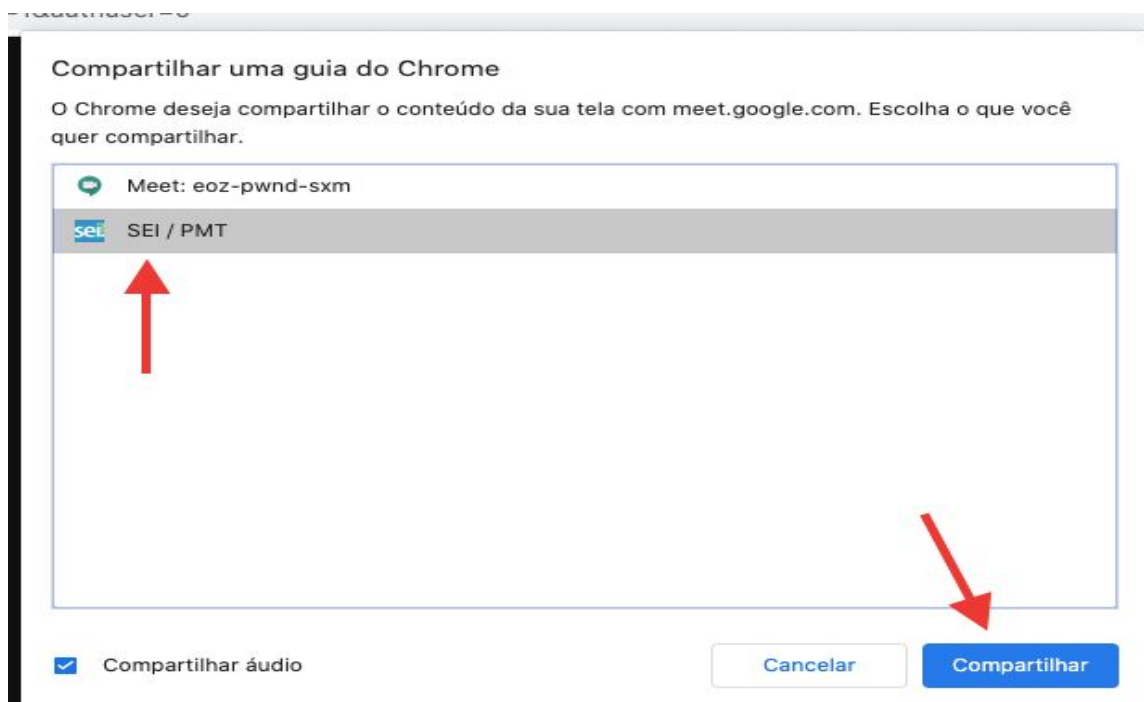 Compartilhar uma guia do Chrome
O Chrome deseja compartilhar o conteúdo da sua tela com meet.google.com. Escolha o que você
quer compartilhar.
Meet: eoz-pwnd-sxm
sei. SEI / PMT
Compartilhar áudio Cancelar Compartilhar